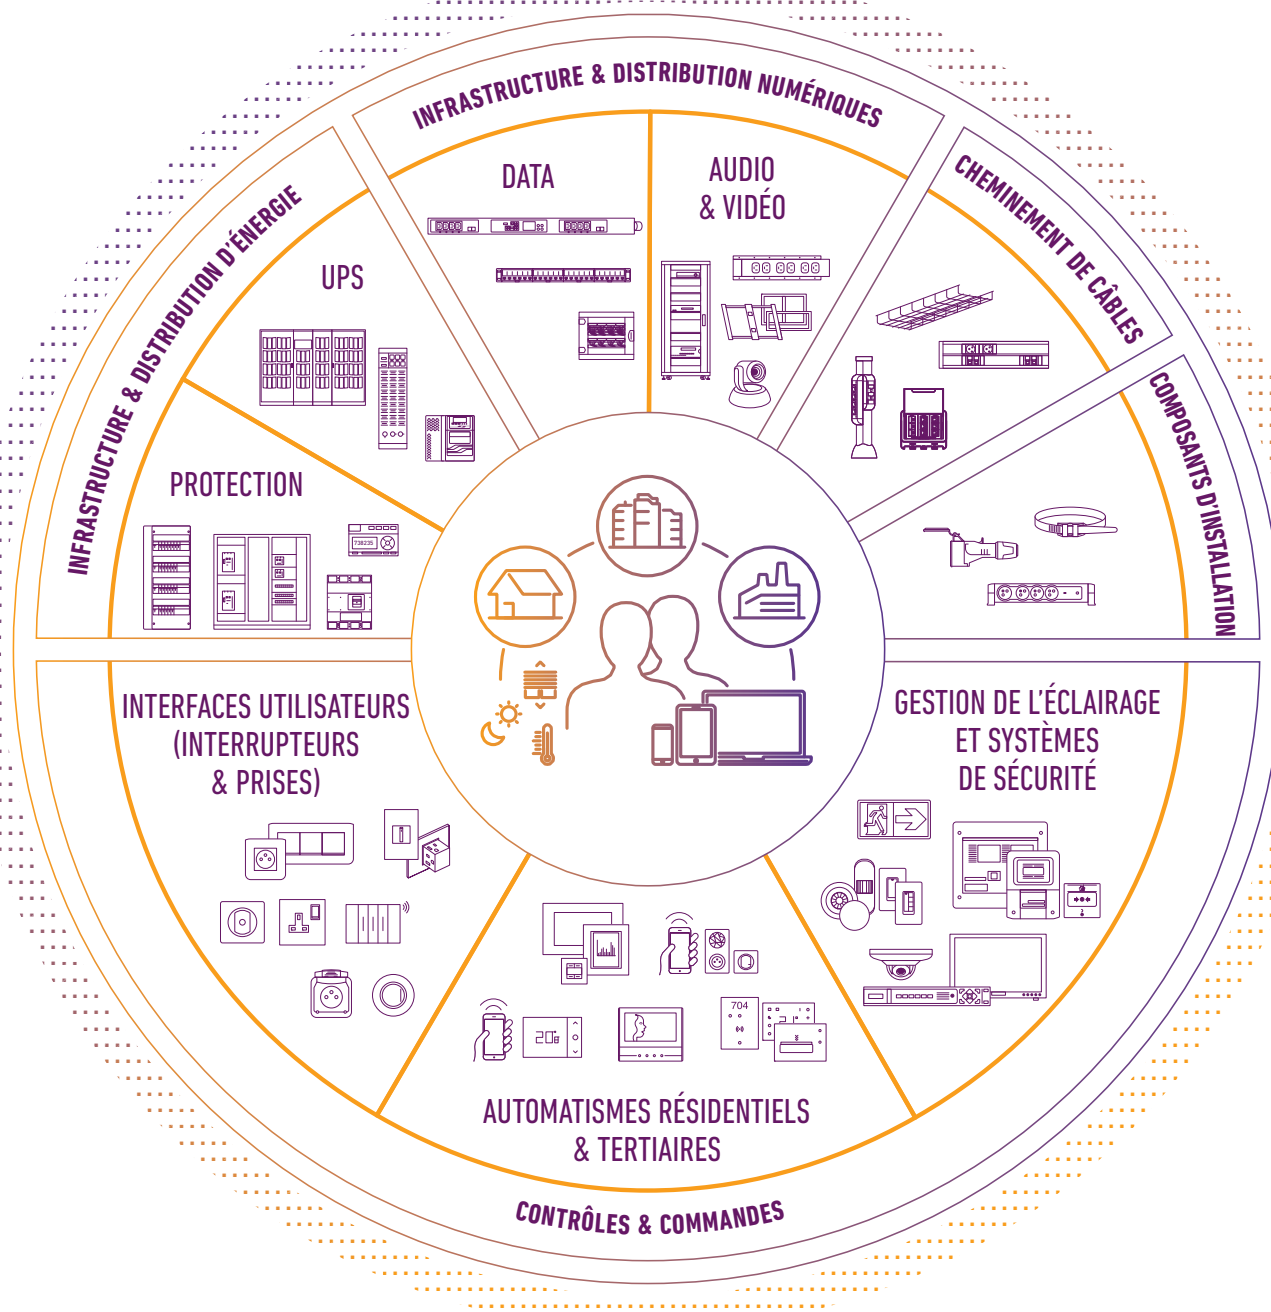 INFRASTRUCTURE & DISTRIBUTION NUMÉRIQUES
DATA
AUDIO
& VIDÉO
CHEMINEMENT DE CÂBLES
COMPOSANTS D'INSTALLATION
INFRASTRUCTURE & DISTRIBUTION D'ÉNERGIE
UPS
PROTECTION
738235
INTERFACES UTILISATEURS
(INTERRUPTEURS
& PRISES)
GESTION DE L'ÉCLAIRAGE
ET SYSTÈMES
DE SÉCURITÉ
704
AUTOMATISMES RÉSIDENTIELS
& TERTIAIRES
CONTRÔLES & COMMANDES